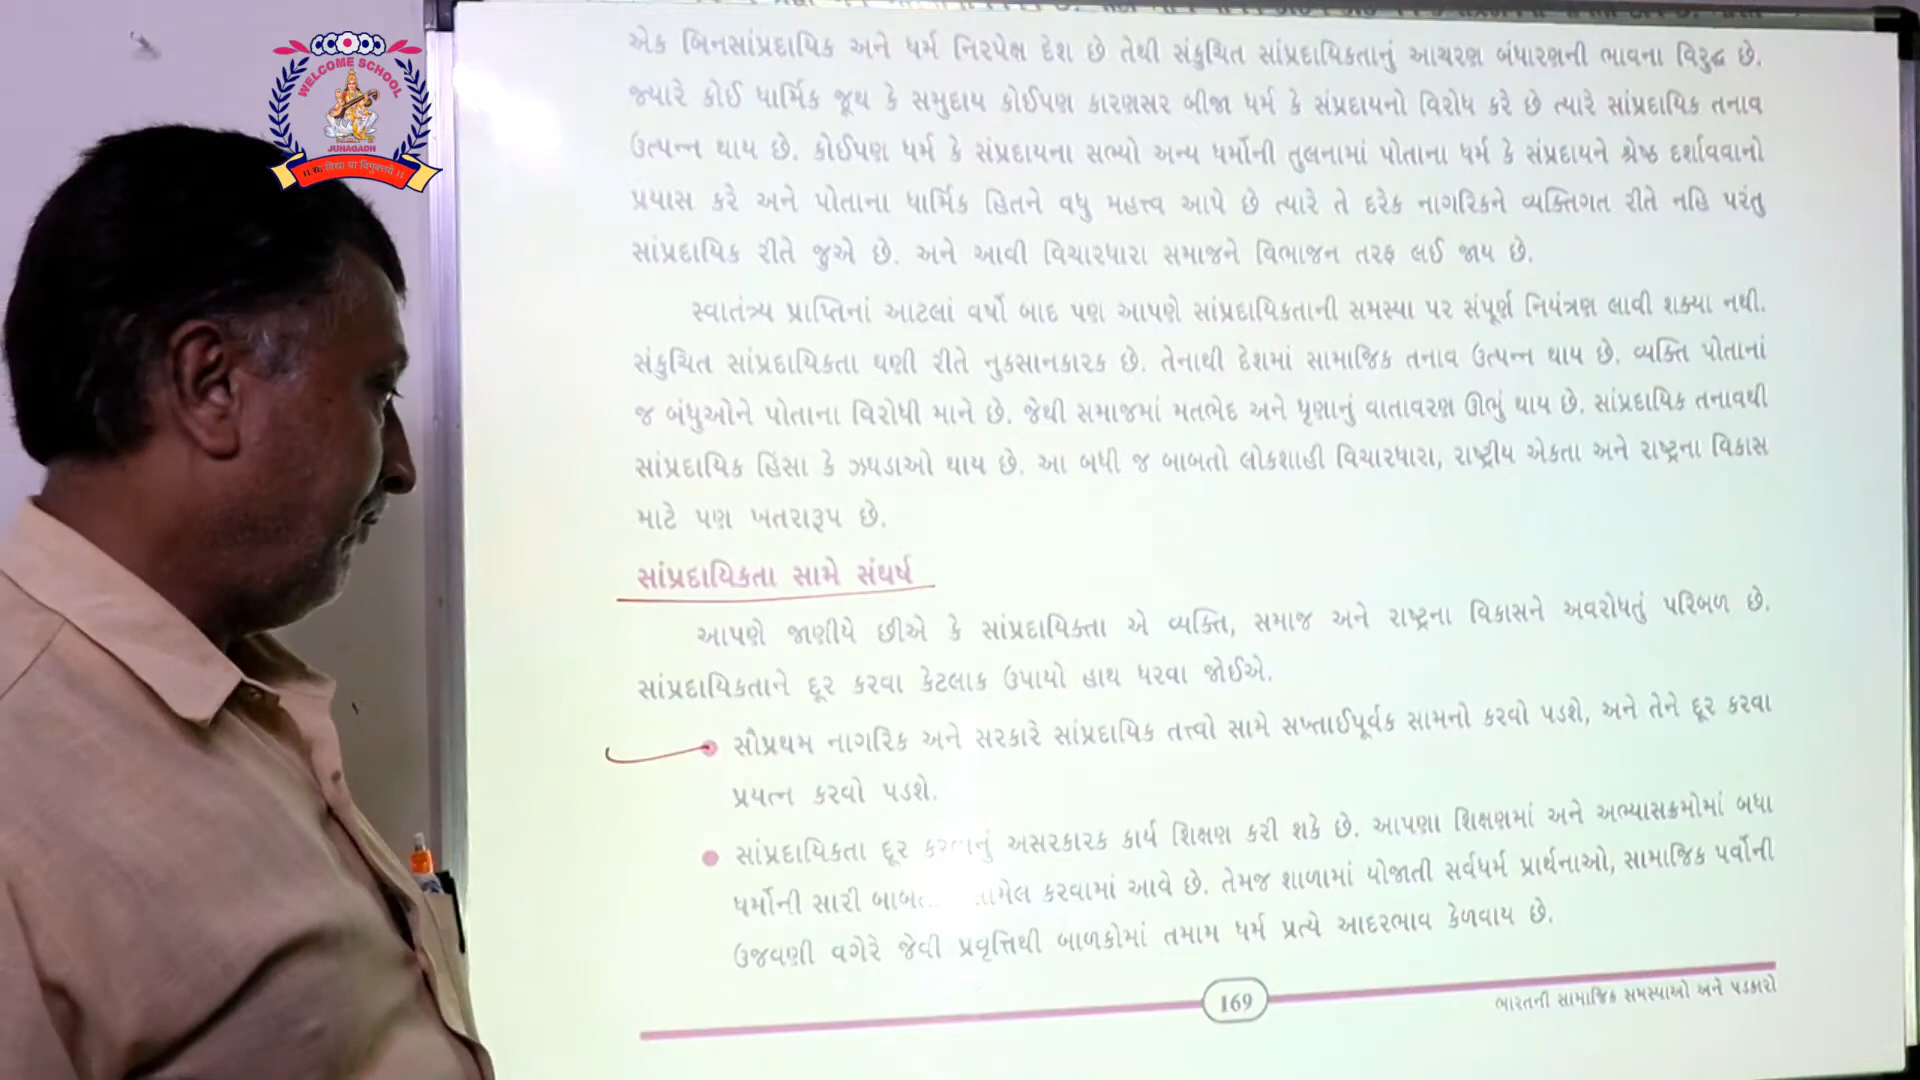 WELCOME SCHOOL
JUNAGADH
એક બિનસાંપ્રદાયિક અને ધર્મ નિરપેક્ષ દેશ છે તેથી સંકુચિત સાંપ્રદાયિકતાનું આચરણ બંધારણની ભાવના વિરુદ્ધ છે.
જ્યારે કોઈ ધાર્મિક જૂથ કે સમુદાય કોઈપણ કારણસર બીજા ધર્મ કે સંપ્રદાયનો વિરોધ કરે છે ત્યારે સાંપ્રદાયિક તનાવ
ઉત્પન્ન થાય છે. કોઈપણ ધર્મ કે સંપ્રદાયના સભ્યો અન્ય ધર્મોની તુલનામાં પોતાના ધર્મ કે સંપ્રદાયને શ્રેષ્ઠ દર્શાવવાનો
પ્રયાસ કરે અને પોતાના ધાર્મિક હિતને વધુ મહત્ત્વ આપે છે ત્યારે તે દરેક નાગરિકને વ્યક્તિગત રીતે નહિ પરંતુ
સાંપ્રદાયિક રીતે જુએ છે. અને આવી વિચારધારા સમાજને વિભાજન તરફ લઈ જાય છે.
સ્વાતંત્ર્ય પ્રાપ્તિનાં આટલાં વર્ષો બાદ પણ આપણે સાંપ્રદાયિકતાની સમસ્યા પર સંપૂર્ણ નિયંત્રણ લાવી શક્યા નથી.
સંકુચિત સાંપ્રદાયિકતા ઘણી રીતે નુકસાનકારક છે. તેનાથી દેશમાં સામાજિક તનાવ ઉત્પન્ન થાય છે. વ્યક્તિ પોતાનાં
જ બંધુઓને પોતાના વિરોધી માને છે. જેથી સમાજમાં મતભેદ અને ઘૃણાનું વાતાવરણ ઊભું થાય છે. સાંપ્રદાયિક તનાવથી
સાંપ્રદાયિક હિંસા કે ઝઘડાઓ થાય છે. આ બધી જ બાબતો લોકશાહી વિચારધારા, રાષ્ટ્રીય એકતા અને રાષ્ટ્રના વિકાસ
માટે પણ ખતરારૂપ છે.
સાંપ્રદાયિકતા સામે સંઘર્ષ
આપણે જાણીયે છીએ કે સાંપ્રદાયિકતા એ વ્યક્તિ, સમાજ અને રાષ્ટ્રના વિકાસને અવરોધતું પરિબળ છે.
સાંપ્રદાયિકતાને દૂર કરવા કેટલાક ઉપાયો હાથ ધરવા જોઈએ.
સૌપ્રથમ નાગરિક અને સરકારે સાંપ્રદાયિક તત્ત્વો સામે સખ્તાઈપૂર્વક સામનો કરવો પડશે, અને તેને દૂર કરવા
પ્રયત્ન કરવો પડશે.
સાંપ્રદાયિકતા દૂર કરવાનું અસરકારક કાર્ય શિક્ષણ કરી શકે છે. આપણા શિક્ષણમાં અને અભ્યાસક્રમોમાં બધા
ધર્મોની સારી કરવામાં આવે છે. તેમજ શાળામાં યોજાતી સર્વધર્મ પ્રાર્થનાઓ, સામાજિક પર્વોની
ઉજવણી વગેરે જેવી પ્રવૃત્તિથી બાળકોમાં તમામ ધર્મ પ્રત્યે આદરભાવ કેળવાય છે.
169
ભારતની સામાજિક સમસ્યાઓ અને પડકારો